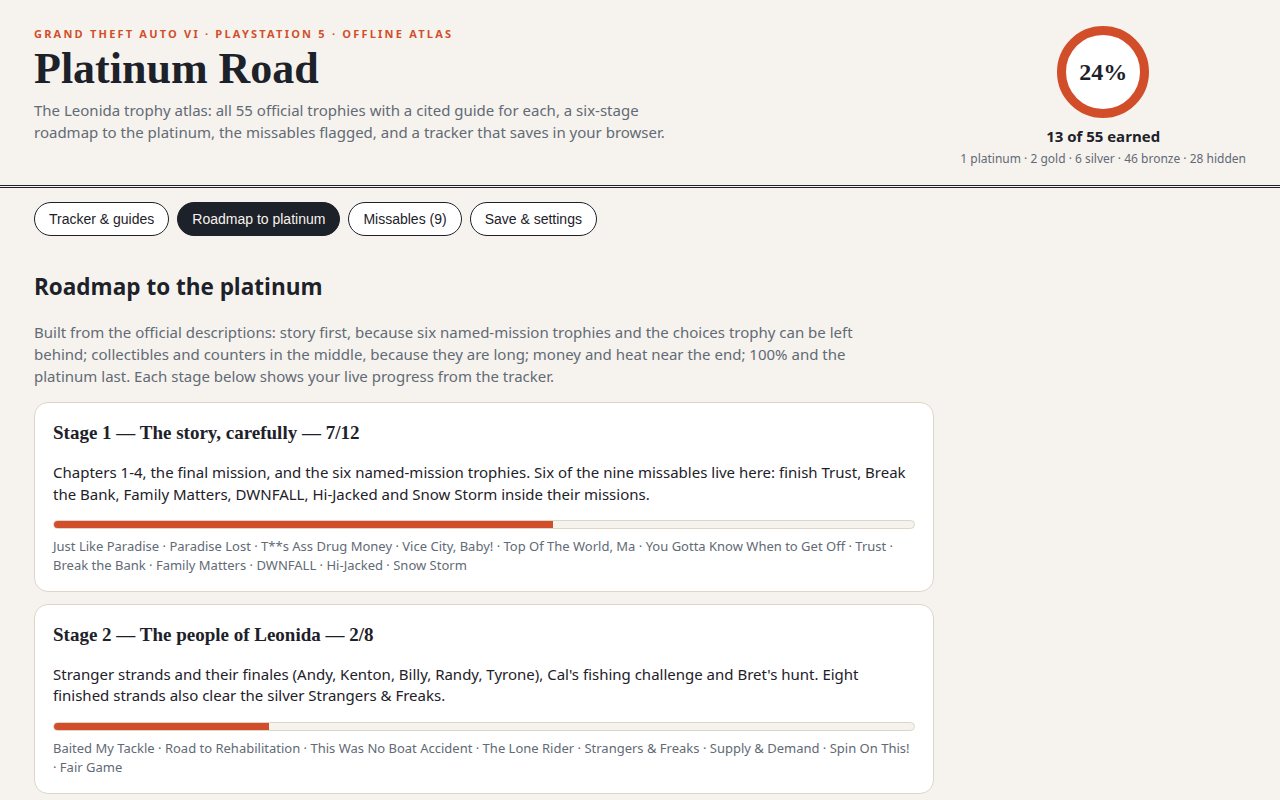 GRAND THEFT AUTO VI · PLAYSTATION 5 · OFFLINE ATLAS
Platinum Road
The Leonida trophy atlas: all 55 official trophies with a cited guide for each, a six-stage
roadmap to the platinum, the missables flagged, and a tracker that saves in your browser.
24%
13 of 55 earned
1 platinum · 2 gold · 6 silver · 46 bronze · 28 hidden
Tracker & guides
Roadmap to platinum
Missables (9)
Save & settings
Roadmap to the platinum
Built from the official descriptions: story first, because six named-mission trophies and the choices trophy can be left
behind; collectibles and counters in the middle, because they are long; money and heat near the end; 100% and the
platinum last. Each stage below shows your live progress from the tracker.
Stage 1 — The story, carefully — 7/12
Chapters 1-4, the final mission, and the six named-mission trophies. Six of the nine missables live here: finish Trust, Break
the Bank, Family Matters, DWNFALL, Hi-Jacked and Snow Storm inside their missions.
Just Like Paradise · Paradise Lost · T**s Ass Drug Money · Vice City, Baby! · Top Of The World, Ma · You Gotta Know When to Get Off · Trust ·
Break the Bank · Family Matters · DWNFALL · Hi-Jacked · Snow Storm
Stage 2 — The people of Leonida — 2/8
Stranger strands and their finales (Andy, Kenton, Billy, Randy, Tyrone), Cal's fishing challenge and Bret's hunt. Eight
finished strands also clear the silver Strangers & Freaks.
Baited My Tackle · Road to Rehabilitation · This Was No Boat Accident · The Lone Rider · Strangers & Freaks · Supply & Demand · Spin On This!
· Fair Game